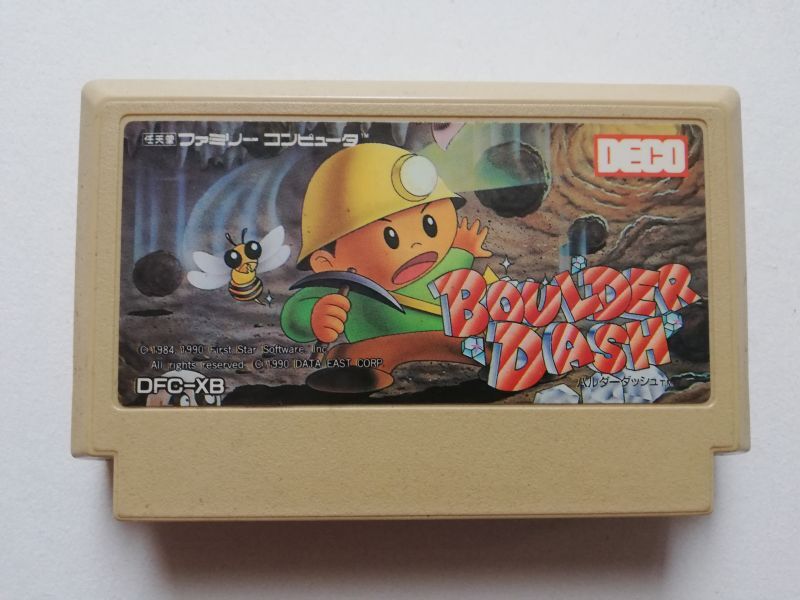 任天堂 ファミリー コンピュータ™
DECO
BOULDER
DASH
バルダーダッシュ™
© 1984, 1990 First Star Software, Inc.
All rights reserved. © 1990 DATA EAST CORP.
DFC-XB